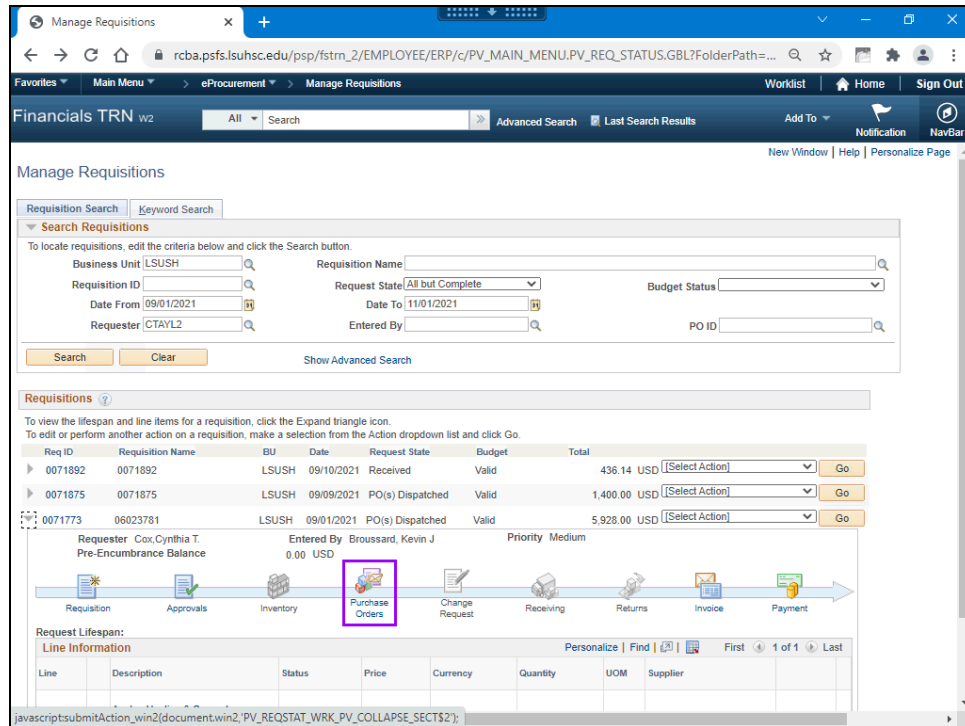 Manage Requisitions
rcba.psfs.lsuhsc.edu/psp/fstrn_2/EMPLOYEE/ERP/c/PV_MAIN_MENU.PV_REQ_STATUS.GBL?FolderPath=...
Favorites Main Menu > eProcurement > Manage Requisitions Worklist Home Sign Out
Financials TRN W2 All Search Advanced Search Last Search Results Add To Notification NavBar
New Window | Help | Personalize Page
Manage Requisitions
Requisition Search Keyword Search
Search Requisitions
To locate requisitions, edit the criteria below and click the Search button.
Business Unit LSUSH Requisition Name
Requisition ID Request State All but Complete Budget Status
Date From 09/01/2021 Date To 11/01/2021
Requester CTAYL2 Entered By PO ID
Search Clear Show Advanced Search
Requisitions ?
To view the lifespan and line items for a requisition, click the Expand triangle icon.
To edit or perform another action on a requisition, make a selection from the Action dropdown list and click Go.
Req ID Requisition Name BU Date Request State Budget Total
0071892 0071892 LSUSH 09/10/2021 Received Valid 436.14 USD [Select Action] Go
0071875 0071875 LSUSH 09/09/2021 PO(s) Dispatched Valid 1,400.00 USD [Select Action] Go
0071773 06023781 LSUSH 09/01/2021 PO(s) Dispatched Valid 5,928.00 USD [Select Action] Go
Requester Cox,Cynthia T. Entered By Broussard, Kevin J Priority Medium
Pre-Encumbrance Balance 0.00 USD
Requisition Approvals Inventory Purchase Orders Change Request Receiving Returns Invoice Payment
Request Lifespan:
Line Information Personalize | Find | First 1 of 1 Last
Line Description Status Price Currency Quantity UOM Supplier
javascript:submitAction_win2(document.win2,'PV_REQSTAT_WRK_PV_COLLAPSE_SECT$2');